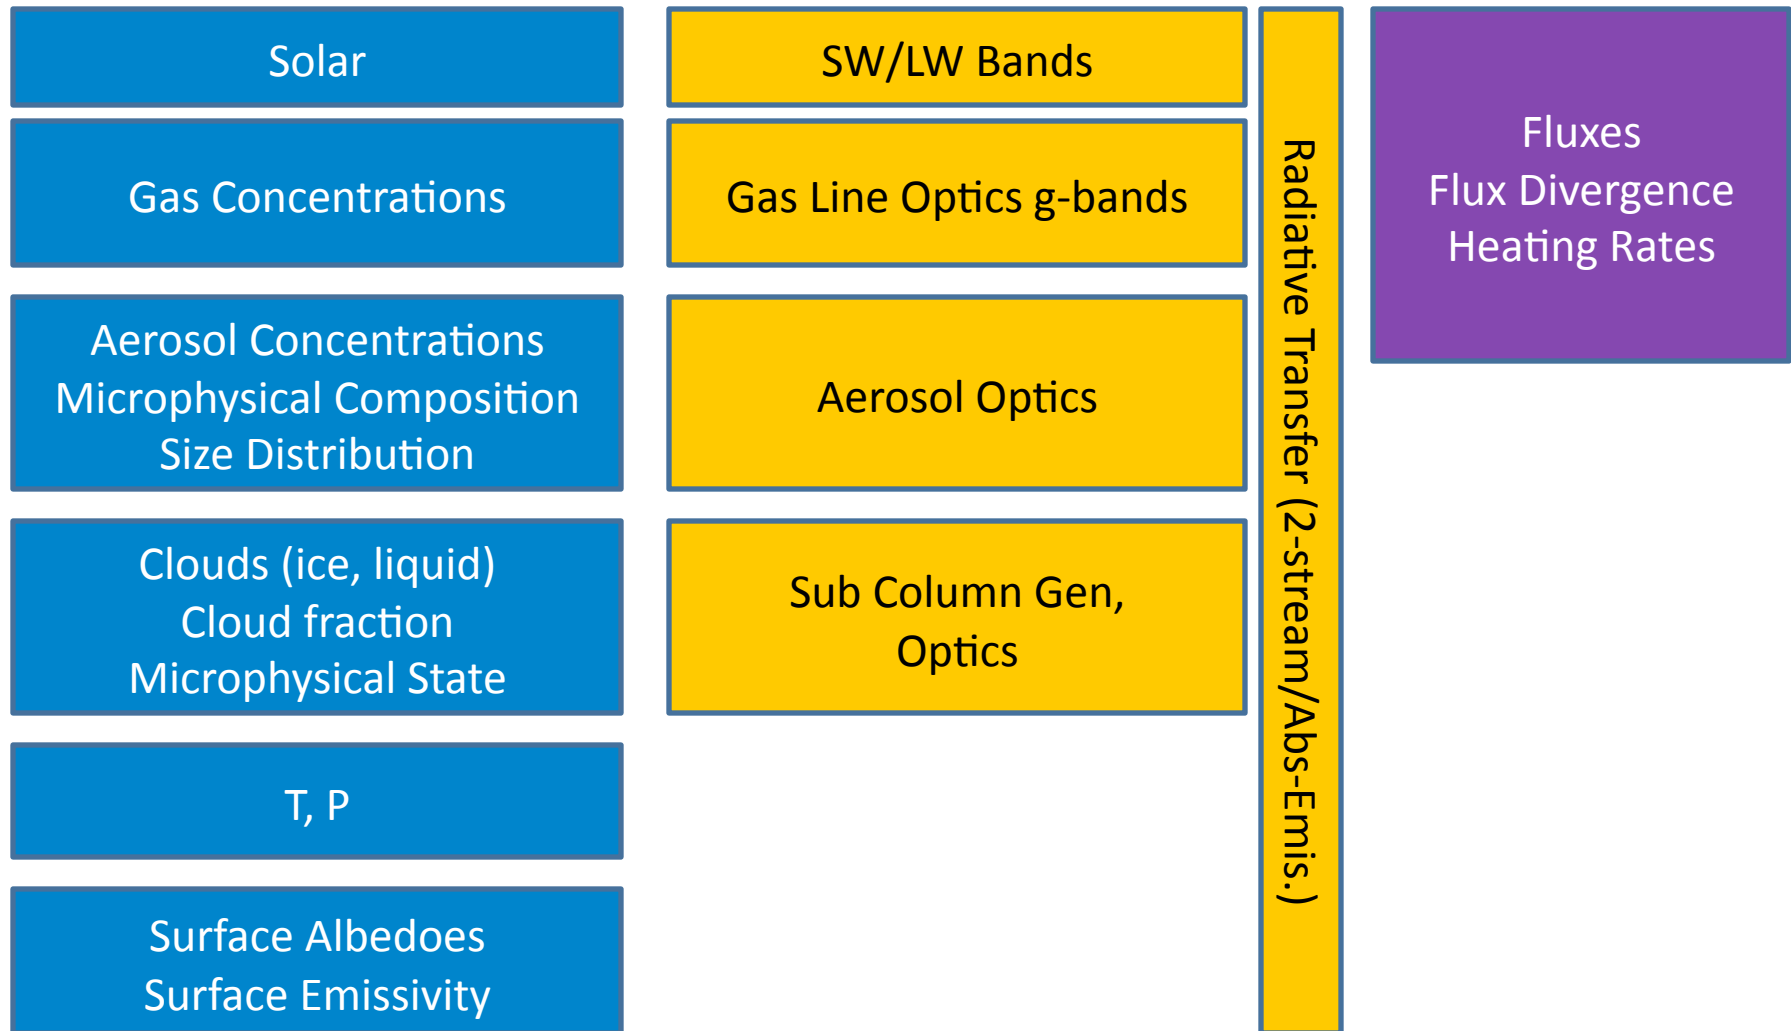 Solar
Gas Concentrations
Aerosol Concentrations
Microphysical Composition
Size Distribution
Clouds (ice, liquid)
Cloud fraction
Microphysical State
T, P
Surface Albedoes
Surface Emissivity
SW/LW Bands
Gas Line Optics g-bands
Aerosol Optics
Sub Column Gen,
Optics
Radiative Transfer (2-stream/Abs-Emis.)
Fluxes
Flux Divergence
Heating Rates